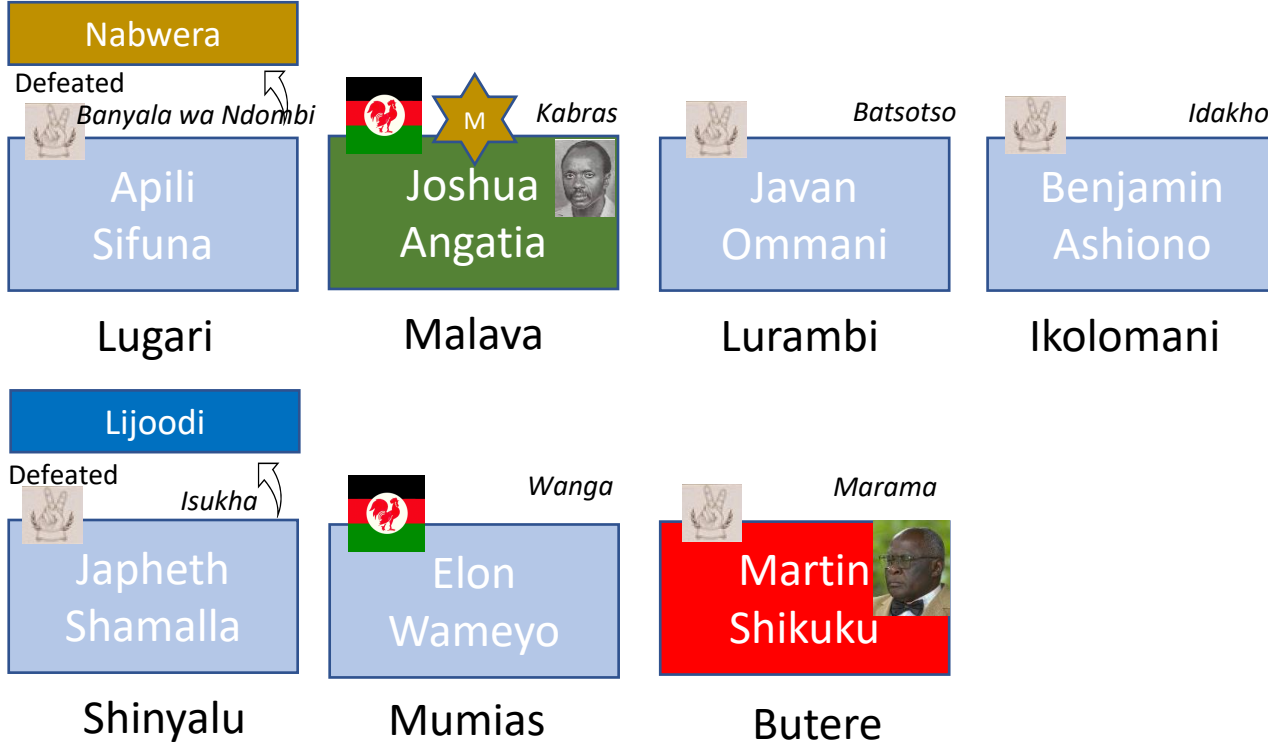 Nabwera
Defeated
Banyala wa Ndombi
Apili
Sifuna
Lugari
M
Kabras
Joshua
Angatia
Malava
Batsotso
Javan
Ommani
Lurambi
Idakho
Benjamin
Ashiono
Ikolomani
Lijoodi
Defeated
Isukha
Japheth
Shamalla
Shinyalu
Wanga
Elon
Wameyo
Mumias
Marama
Martin
Shikuku
Butere